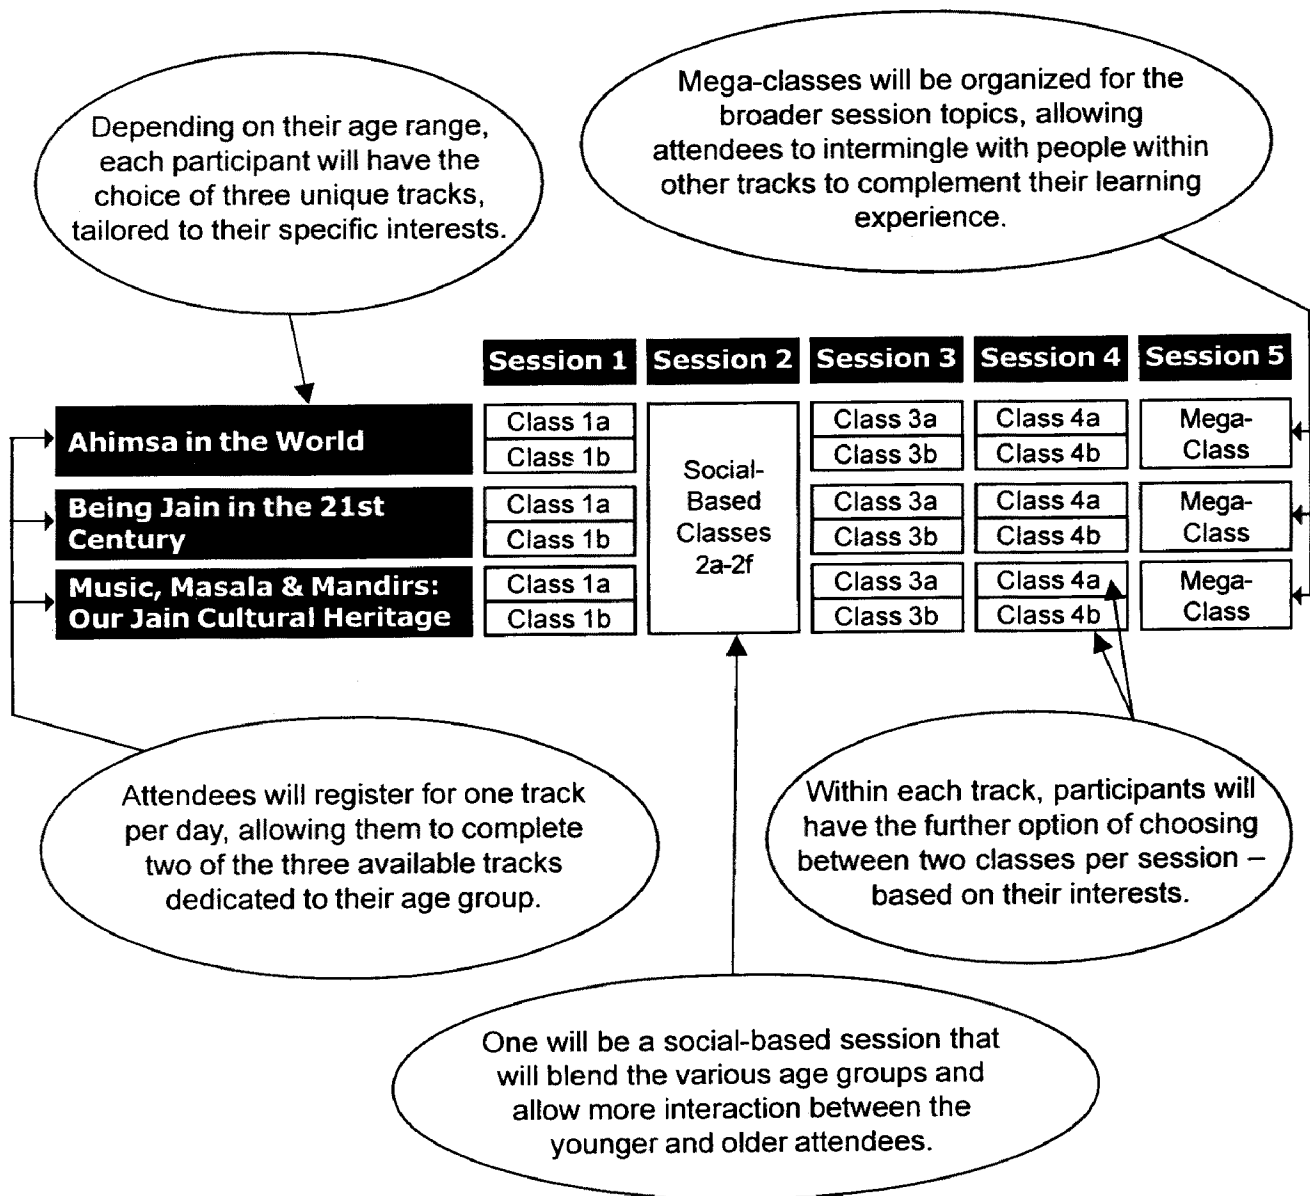 Depending on their age range,
each participant will have the
choice of three unique tracks,
tailored to their specific interests.
Mega-classes will be organized for the
broader session topics, allowing
attendees to intermingle with people within
other tracks to complement their learning
experience.
Session 1 Session 2 Session 3 Session 4 Session 5
Ahimsa in the World
Class 1a
Class 1b
Being Jain in the 21st
Century
Class 1a
Class 1b
Music, Masala & Mandirs:
Our Jain Cultural Heritage
Class 1a
Class 1b
Social-
Based
Classes
2a-2f
Class 3a
Class 3b
Class 3a
Class 3b
Class 3a
Class 3b
Class 4a
Class 4b
Class 4a
Class 4b
Class 4a
Class 4b
Mega-
Class
Mega-
Class
Mega-
Class
Attendees will register for one track
per day, allowing them to complete
two of the three available tracks
dedicated to their age group.
Within each track, participants will
have the further option of choosing
between two classes per session –
based on their interests.
One will be a social-based session that
will blend the various age groups and
allow more interaction between the
younger and older attendees.